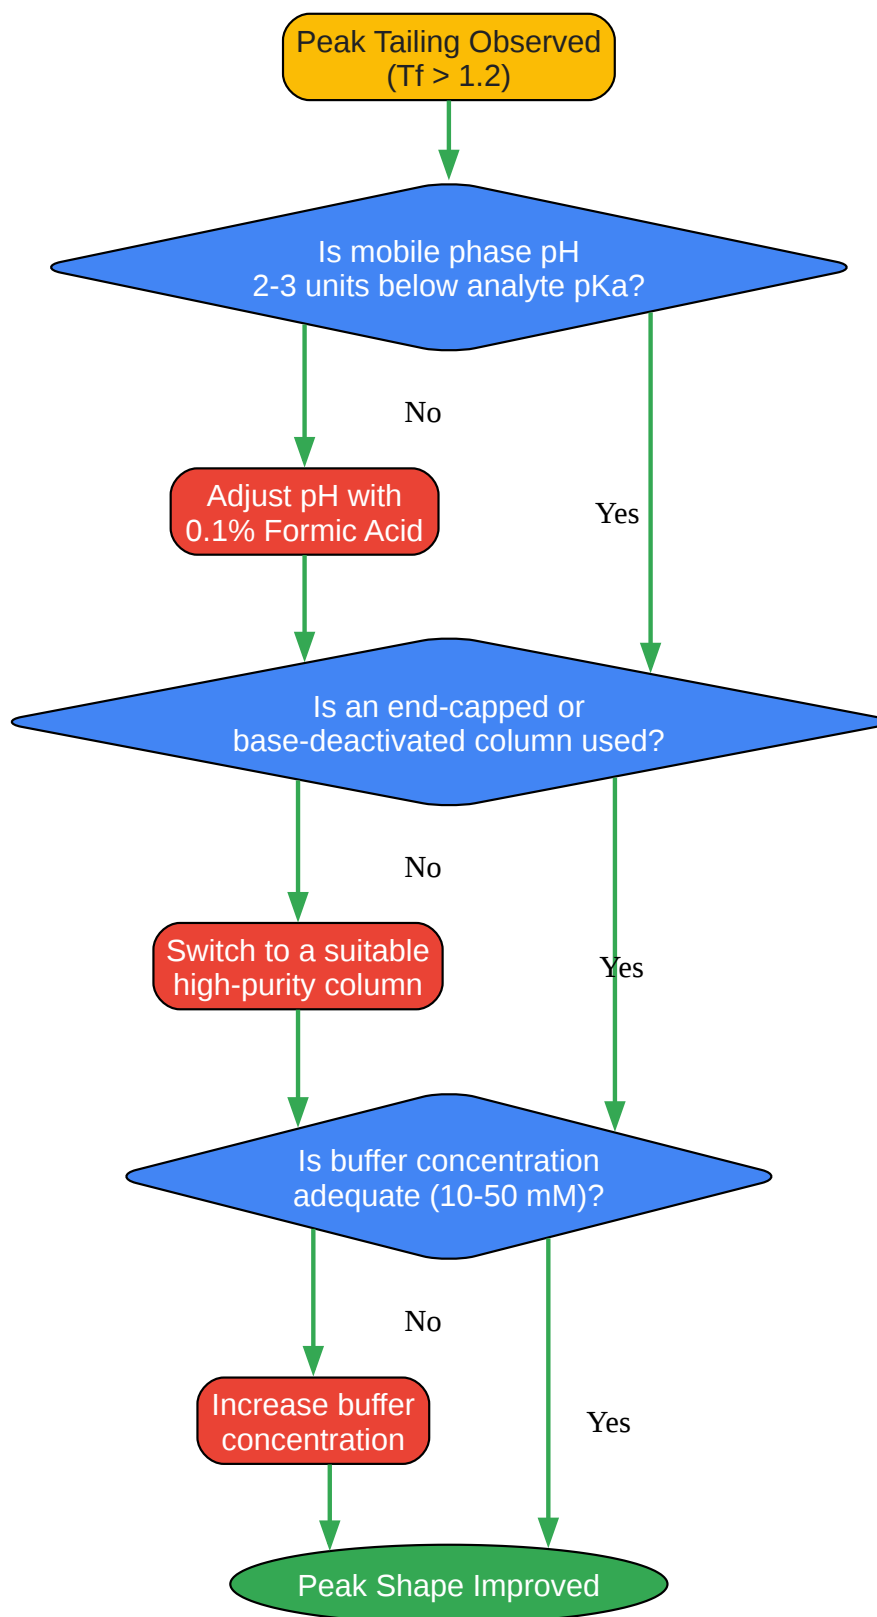 Peak Tailing Observed
(Tf > 1.2)
Is mobile phase pH
2-3 units below analyte pKa?
No
Adjust pH with
0.1% Formic Acid
Yes
Is an end-capped or
base-deactivated column used?
No
Switch to a suitable
high-purity column
Yes
Is buffer concentration
adequate (10-50 mM)?
No
Increase buffer
concentration
Yes
Peak Shape Improved